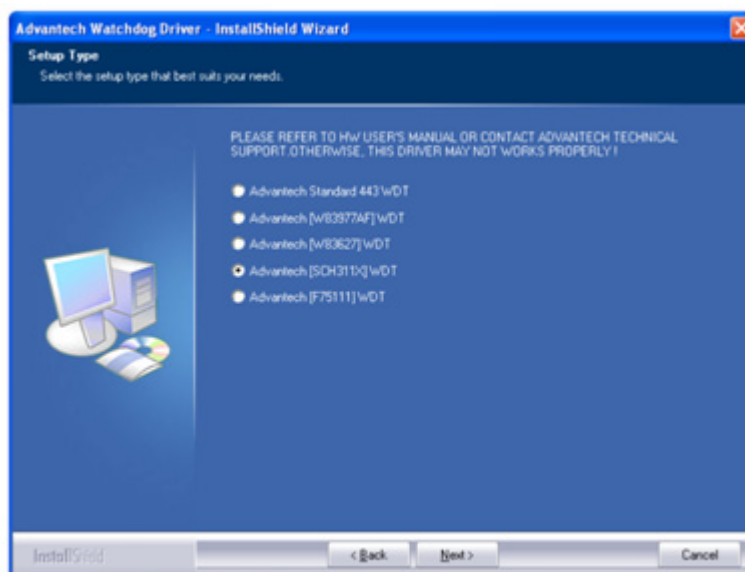 Advantech Watchdog Driver - InstallShield Wizard
Setup Type
Select the setup type that best suits your needs.
PLEASE REFER TO HW USER'S MANUAL OR CONTACT ADVANTECH TECHNICAL
SUPPORT.OTHERWISE, THIS DRIVER MAY NOT WORKS PROPERLY !
Advantech Standard 443 WDT
Advantech [W83977AF] WDT
Advantech [W83627] WDT
Advantech [SCH311X] WDT
Advantech [F75111] WDT
InstallShield
< Back
Next >
Cancel